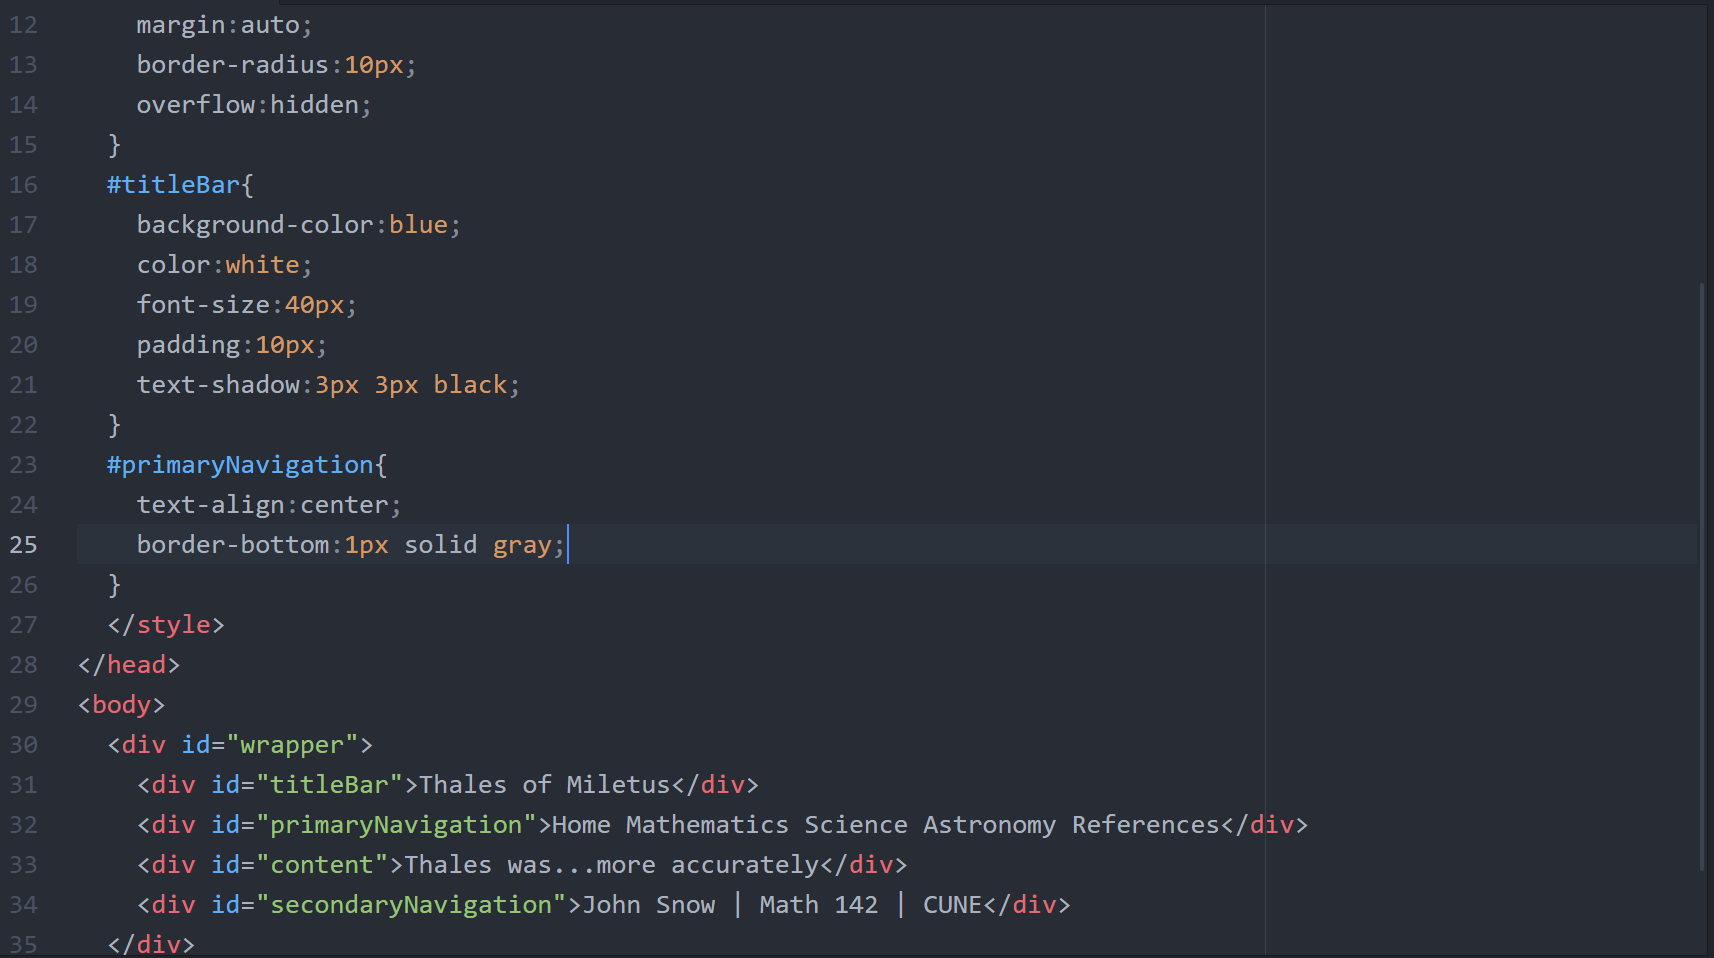 12 margin:auto;
13 border-radius:10px;
14 overflow:hidden;
15 }
16 #titleBar{
17 background-color:blue;
18 color:white;
19 font-size:40px;
20 padding:10px;
21 text-shadow:3px 3px black;
22 }
23 #primaryNavigation{
24 text-align:center;
25 border-bottom:1px solid gray;
26 }
27 </style>
28 </head>
29 <body>
30 <div id="wrapper">
31 <div id="titleBar">Thales of Miletus</div>
32 <div id="primaryNavigation">Home Mathematics Science Astronomy References</div>
33 <div id="content">Thales was...more accurately</div>
34 <div id="secondaryNavigation">John Snow | Math 142 | CUNE</div>
35 </div>